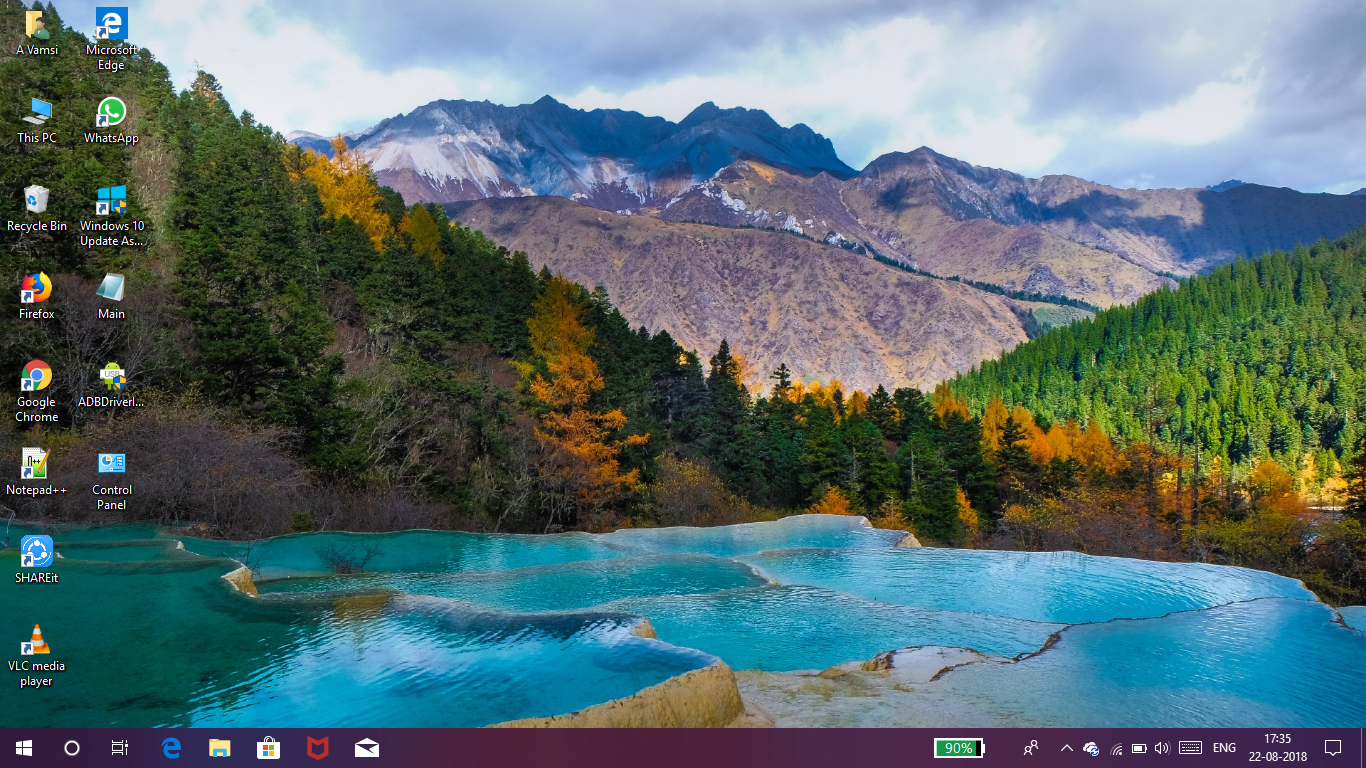 A Vamsi
Microsoft
Edge
This PC
WhatsApp
Recycle Bin
Windows 10
Update As...
Firefox
Main
Google
Chrome
USB
ADBDriverI...
Notepad++
Control
Panel
SHAREit
VLC media
player
90%
ENG
17:35
22-08-2018